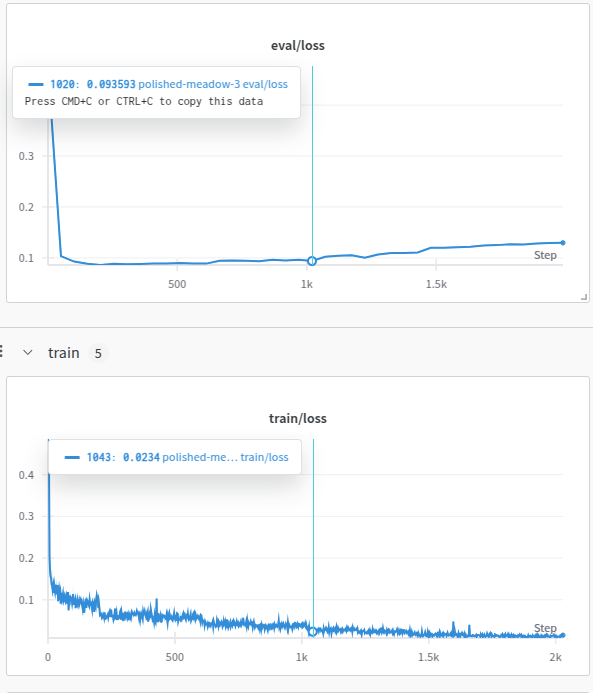 eval/loss
1020: 0.093593 polished-meadow-3 eval/loss
Press CMD+C or CTRL+C to copy this data
0.3
0.2
0.1
Step
500
1k
1.5k
train 5
train/loss
1043: 0.0234 polished-me... train/loss
0.4
0.3
0.2
0.1
Step
0
500
1k
1.5k
2k